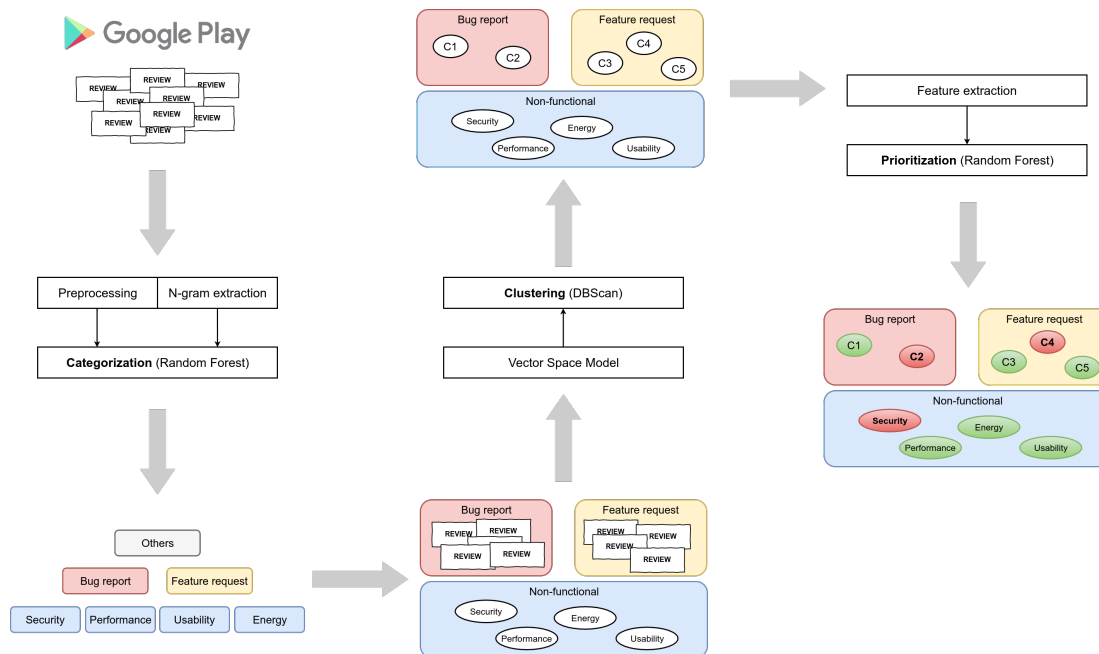 Google Play
REVIEW
REVIEW
REVIEW
REVIEW
REVIEW
REVIEW
REVIEW
REVIEW
REVIEW
Preprocessing
N-gram extraction
Categorization (Random Forest)
Others
Bug report
Feature request
Security
Performance
Usability
Energy
Bug report
REVIEW
REVIEW
REVIEW
REVIEW
Feature request
REVIEW
REVIEW
REVIEW
REVIEW
Non-functional
Security
Energy
Performance
Usability
Vector Space Model
Clustering (DBScan)
Bug report
C1
C2
Feature request
C4
C3
C5
Non-functional
Security
Energy
Performance
Usability
Feature extraction
Prioritization (Random Forest)
Bug report
C1
C2
Feature request
C4
C3
C5
Non-functional
Security
Energy
Performance
Usability